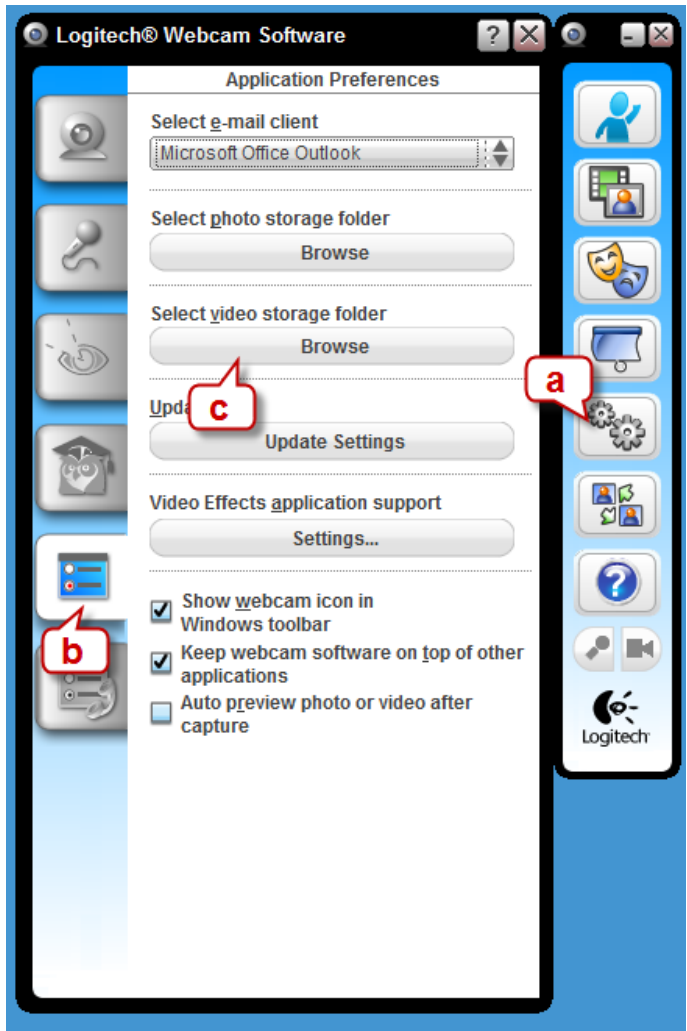 Logitech® Webcam Software
?
Application Preferences
Select e-mail client
Microsoft Office Outlook
Select photo storage folder
Browse
Select video storage folder
Browse
a
c
Update Settings
Video Effects application support
Settings...
?
b
Show webcam icon in
Windows toolbar
Keep webcam software on top of other
applications
Auto preview photo or video after
capture
Logitech